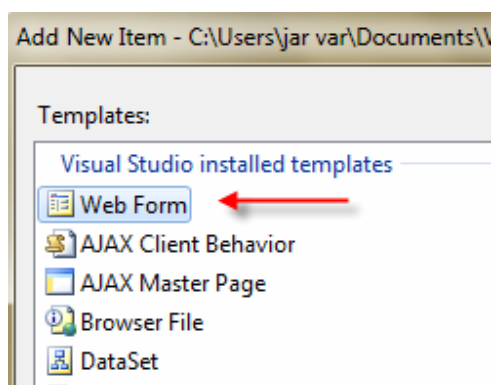 Add New Item - C:\Users\jar var\Documents\
Templates:
Visual Studio installed templates
Web Form
AJAX Client Behavior
AJAX Master Page
Browser File
DataSet